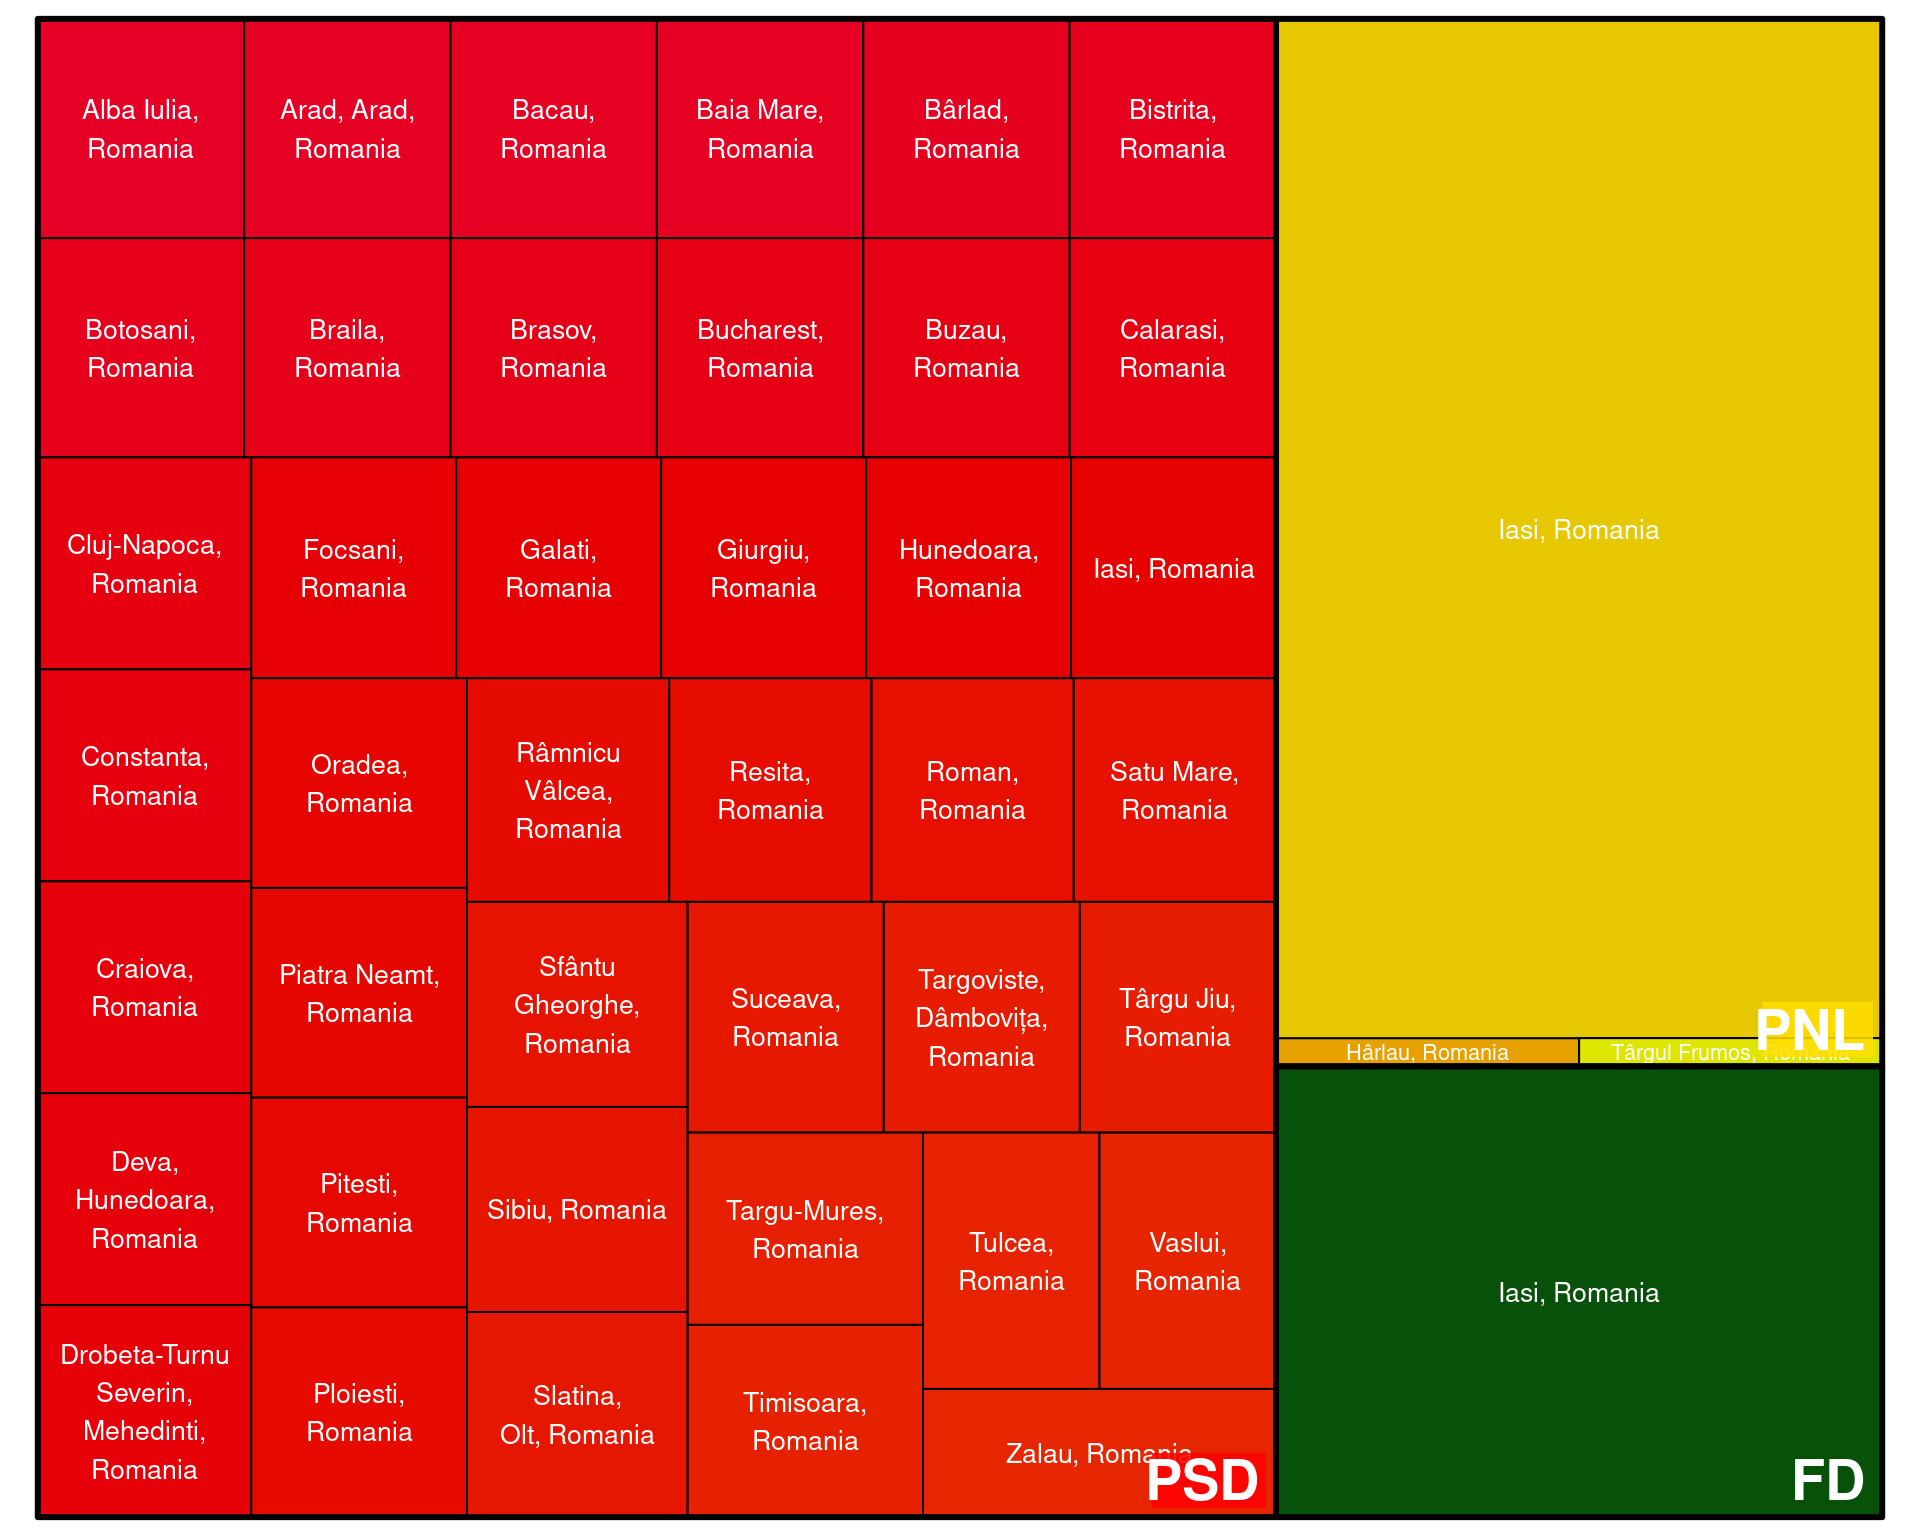 Alba Iulia,
Romania
Arad, Arad,
Romania
Bacau,
Romania
Baia Mare,
Romania
Bârlad,
Romania
Bistrita,
Romania
Botosani,
Romania
Braila,
Romania
Brasov,
Romania
Bucharest,
Romania
Buzau,
Romania
Calarasi,
Romania
Cluj-Napoca,
Romania
Focsani,
Romania
Galati,
Romania
Giurgiu,
Romania
Hunedoara,
Romania
Iasi, Romania
Constanta,
Romania
Oradea,
Romania
Râmnicu
Vâlcea,
Romania
Resita,
Romania
Roman,
Romania
Satu Mare,
Romania
Craiova,
Romania
Piatra Neamt,
Romania
Sfântu
Gheorghe,
Romania
Suceava,
Romania
Targoviste,
Dâmbovița,
Romania
Târgu Jiu,
Romania
Deva,
Hunedoara,
Romania
Pitesti,
Romania
Sibiu, Romania
Targu-Mures,
Romania
Tulcea,
Romania
Vaslui,
Romania
Drobeta-Turnu
Severin,
Mehedinti,
Romania
Ploiesti,
Romania
Slatina,
Olt, Romania
Timisoara,
Romania
Zalau, Romania
PSD
Iasi, Romania
Hârlau, Romania
Târgul Frumos, Romania
PNL
Iasi, Romania
FD